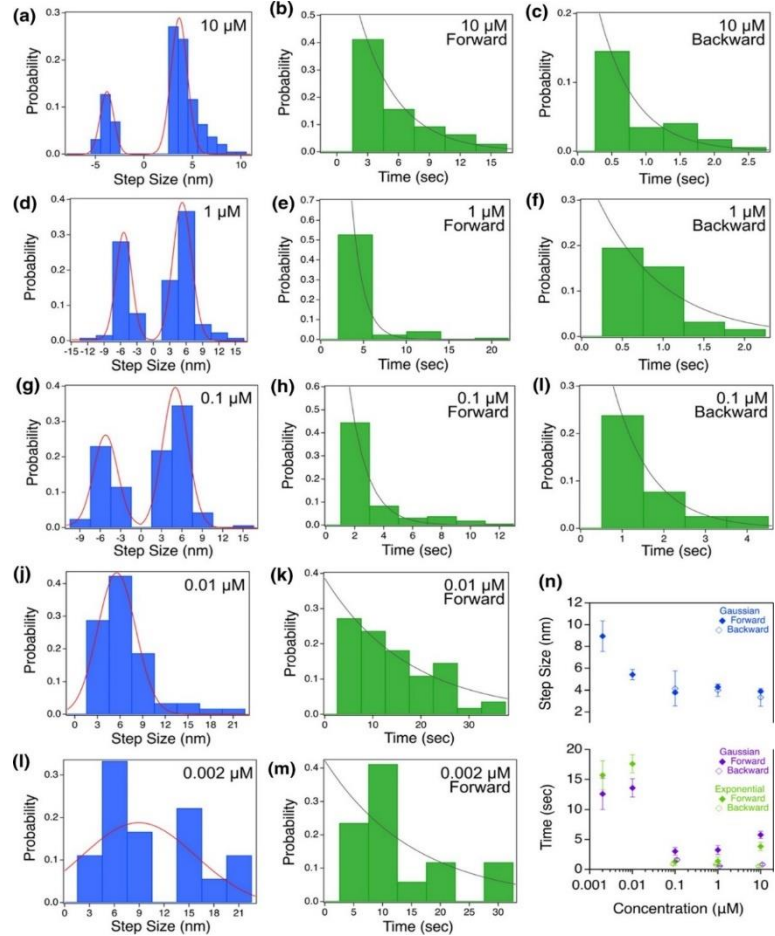 (a)
10 µM
Probability
0.3
0.2
0.1
0.0
-5
0
5
10
Step Size (nm)
(b)
10 µM
Forward
Probability
0.5
0.4
0.3
0.2
0.1
0.0
0
3
6
9
12
15
Time (sec)
(c)
10 µM
Backward
Probability
0.2
0.1
0.0
0.0
0.5
1.0
1.5
2.0
2.5
Time (sec)
(d)
1 µM
Probability
0.4
0.3
0.2
0.1
0.0
-15
-12
-9
-6
-3
0
3
6
9
12
15
Step Size (nm)
(e)
1 µM
Forward
Probability
0.7
0.6
0.5
0.4
0.3
0.2
0.1
0.0
0
5
10
15
20
Time (sec)
(f)
1 µM
Backward
Probability
0.3
0.2
0.1
0.0
0.0
0.5
1.0
1.5
2.0
Time (sec)
(g)
0.1 µM
Probability
0.4
0.3
0.2
0.1
0.0
-9
-6
-3
0
3
6
9
12
15
Step Size (nm)
(h)
0.1 µM
Forward
Probability
0.6
0.5
0.4
0.3
0.2
0.1
0.0
0
2
4
6
8
10
12
Time (sec)
(l)
0.1 µM
Backward
Probability
0.3
0.2
0.1
0.0
0
1
2
3
4
Time (sec)
(j)
0.01 µM
Probability
0.4
0.3
0.2
0.1
0.0
0
3
6
9
12
15
18
21
Step Size (nm)
(k)
0.01 µM
Forward
Probability
0.4
0.3
0.2
0.1
0.0
0
10
20
30
Time (sec)
(l)
0.002 µM
Probability
0.3
0.2
0.1
0.0
0
3
6
9
12
15
18
21
Step Size (nm)
(m)
0.002 µM
Forward
Probability
0.5
0.4
0.3
0.2
0.1
0.0
0
10
20
30
Time (sec)
(n)
Step Size (nm)
12
10
8
6
4
2
Gaussian
Forward
Backward
Time (sec)
20
15
10
5
0
Gaussian
Forward
Backward
Exponential
Forward
Backward
0.001
0.01
0.1
1
10
Concentration (µM)